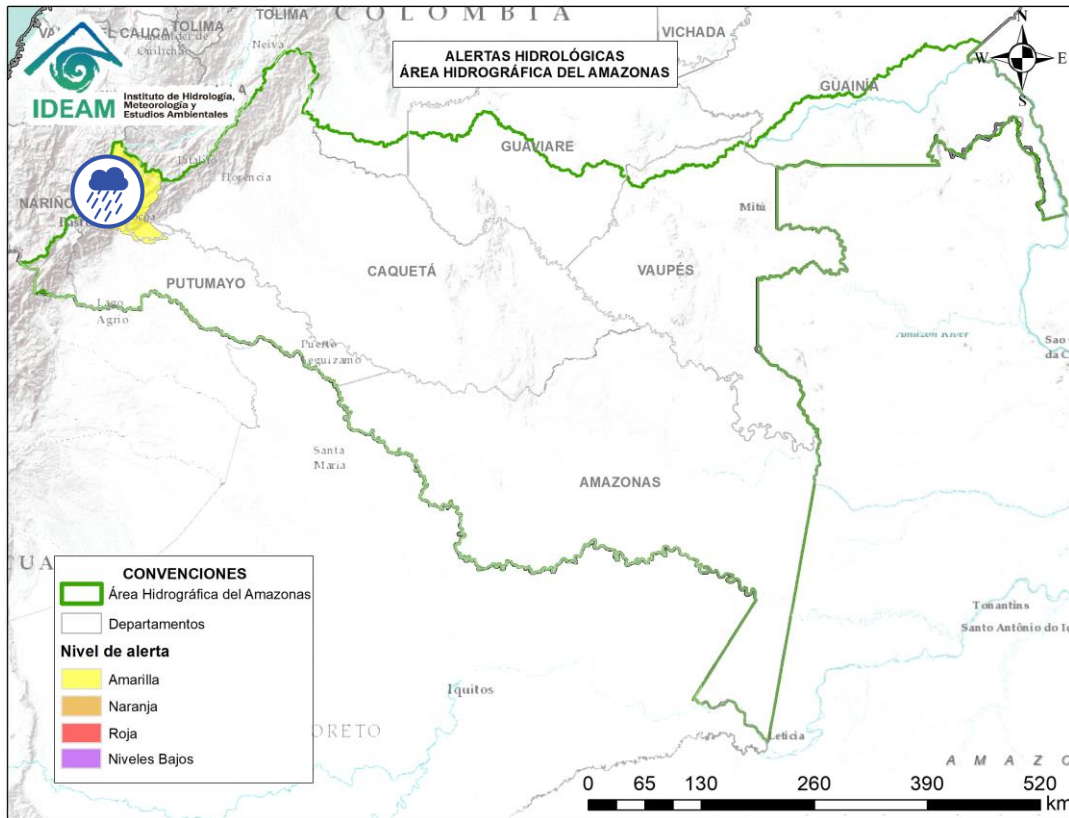 COLOMBIA
TOLIMA
TOLIMA
VICHADA
Neiva
ALERTAS HIDROLÓGICAS
ÁREA HIDROGRÁFICA DEL AMAZONAS
N
W
E
S
IDEAM
Instituto de Hidrología,
Meteorología y
Estudios Ambientales
GUAINÍA
GUAVIARE
Florencia
NARIÑO
Mitú
CAQUETÁ
VAUPÉS
PUTUMAYO
Lago
Agrio
Amazon River
Puerto
Santa
Maria
AMAZONAS
CONVENCIONES
Área Hidrográfica del Amazonas
Departamentos
Nivel de alerta
Amarilla
Naranja
Roja
Niveles Bajos
Tonantins
Santo Antônio do
Iquitos
Leticia
0 65 130 260 390 520
km